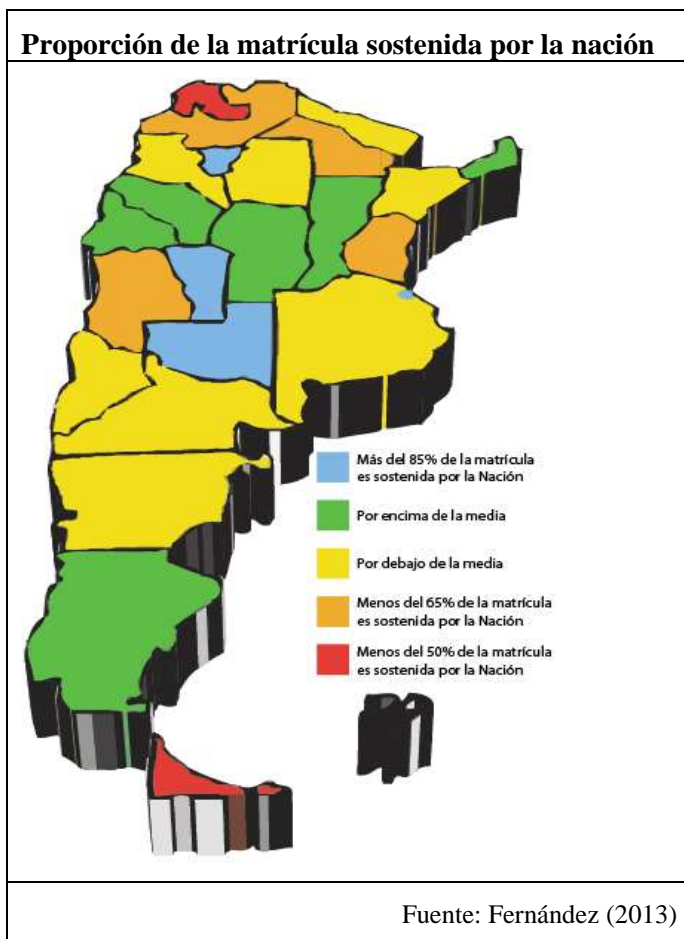 Proporción de la matrícula sostenida por la nación
Más del 85% de la matrícula
es sostenida por la Nación
Por encima de la media
Por debajo de la media
Menos del 65% de la matrícula
es sostenida por la Nación
Menos del 50% de la matrícula
es sostenida por la Nación
Fuente: Fernández (2013)